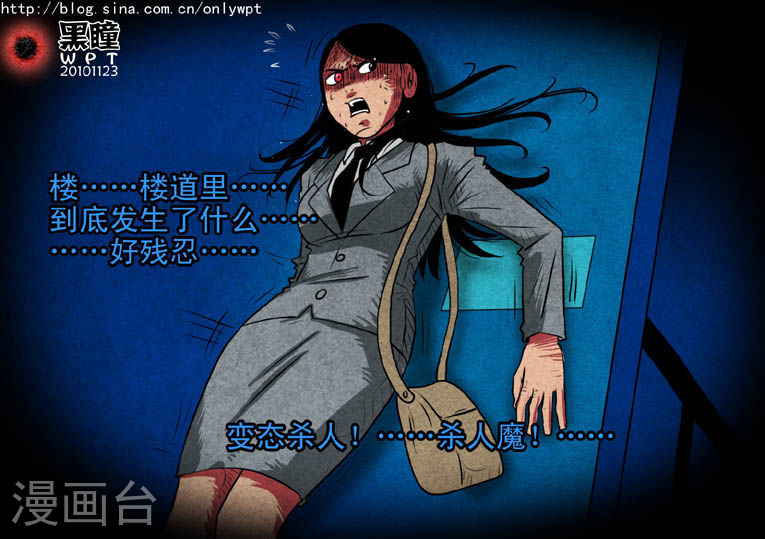 http://blog.sina.com.cn/onlywpt
黑瞳
WPT
20101123
楼……楼道里……
到底发生了什么……
……好残忍……
变态杀人!……杀人魔!……
漫画台